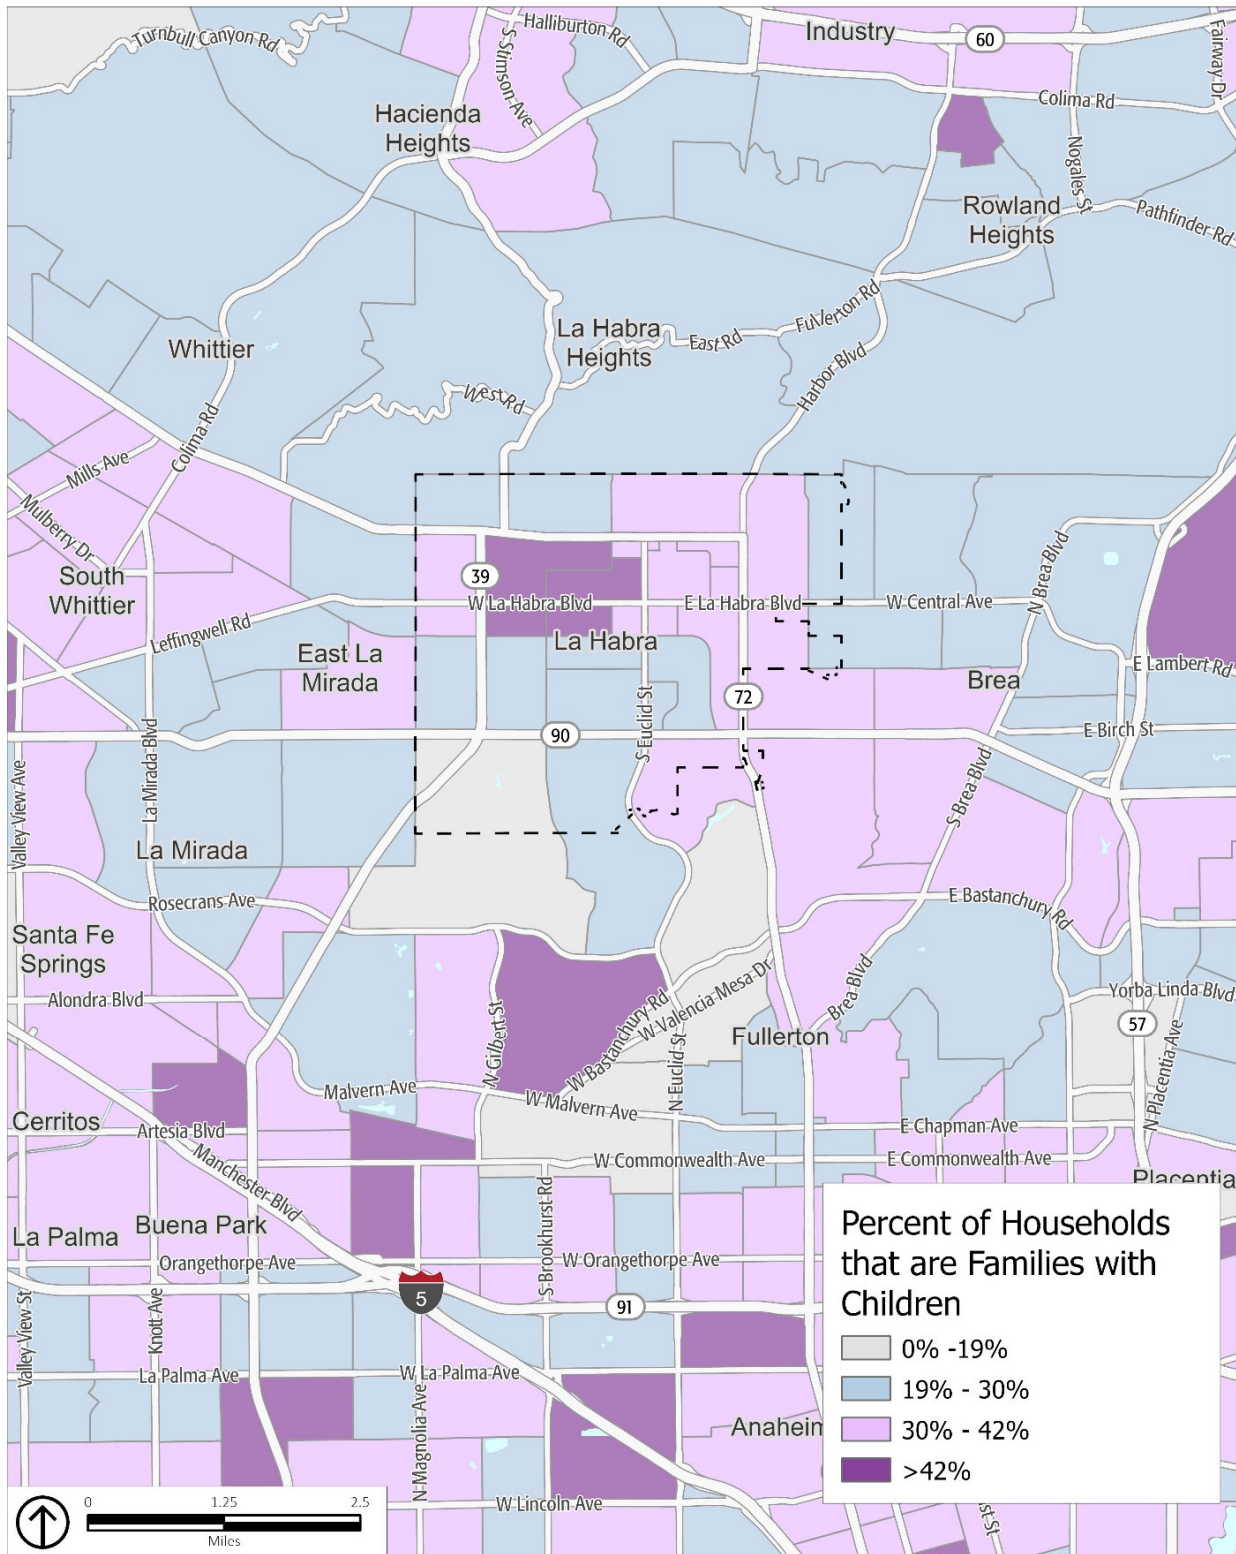 Turnbull Canyon Rd
Halliburton Rd
S Stimson Ave
Industry
60
Fairway Dr
Colima Rd
Hacienda
Heights
Nogales St
Rowland
Heights
Pathfinder Rd
Whittier
La Habra
Heights
East Rd
Fullerton Rd
Harbor Blvd
West Rd
Colima Rd
Mills Ave
Mulberry Dr
South
Whittier
39
W La Habra Blvd
E La Habra Blvd
W Central Ave
N Brea Blvd
Leffingwell Rd
East La
Mirada
La Habra
E Lambert Rd
Brea
S Euclid St
72
90
E Birch St
Valley View Ave
La Mirada Blvd
S Brea Blvd
La Mirada
Rosecrans Ave
E Bastanchury Rd
Santa Fe
Springs
Alondra Blvd
N Gilbert St
W Bastanchury Rd
W Valencia Mesa Dr
N Euclid St
Fullerton
Brea Blvd
Yorba Linda Blvd
57
N Placentia Ave
Malvern Ave
W Malvern Ave
Cerritos
Artesia Blvd
E Chapman Ave
Manchester Blvd
W Commonwealth Ave
E Commonwealth Ave
Placentia
La Palma
Buena Park
Orangethorpe Ave
W Orangethorpe Ave
S Brookhurst Rd
5
91
Valley View St
Knott Ave
La Palma Ave
W La Palma Ave
N Magnolia Ave
Anaheim
W Lincoln Ave
Percent of Households
that are Families with
Children
0% -19%
19% - 30%
30% - 42%
>42%
0 1.25 2.5
Miles